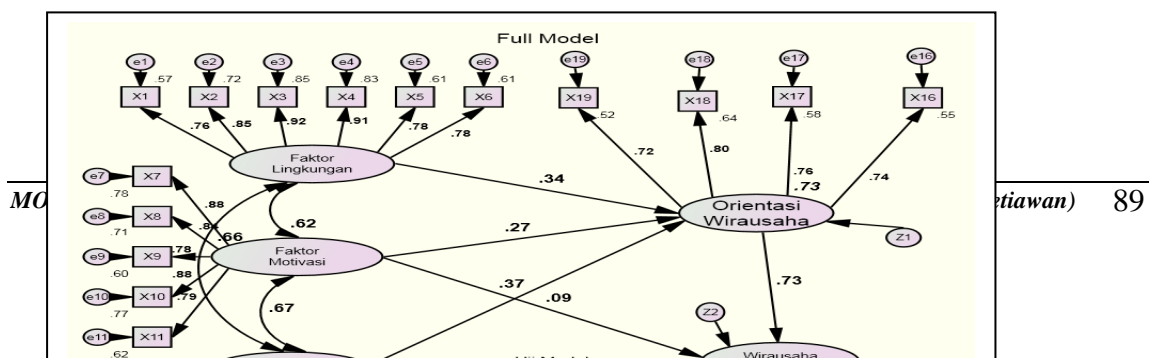 Full Model
e1 e2 e3 e4 e5 e6 e19 e18 e17 e16
.57 .72 .85 .83 .61 .61
X1 X2 X3 X4 X5 X6 X19 X18 X17 X16
.52 .64 .58 .55
.76 .85 .92 .91 .78 .78
.72 .80 .76 .74
Faktor
Lingkungan
.73
e7 X7
.78
.34
Orientasi
Wirausaha
MO
etiawan) 89
.88
e8 X8
.71
.84
.66
.62
.27
Z1
e9 X9
.78
.60
Faktor
Motivasi
.88
e10 X10
.79
.77
.37
.09
.73
.67
Z2
e11 X11
.62
Wirausaha